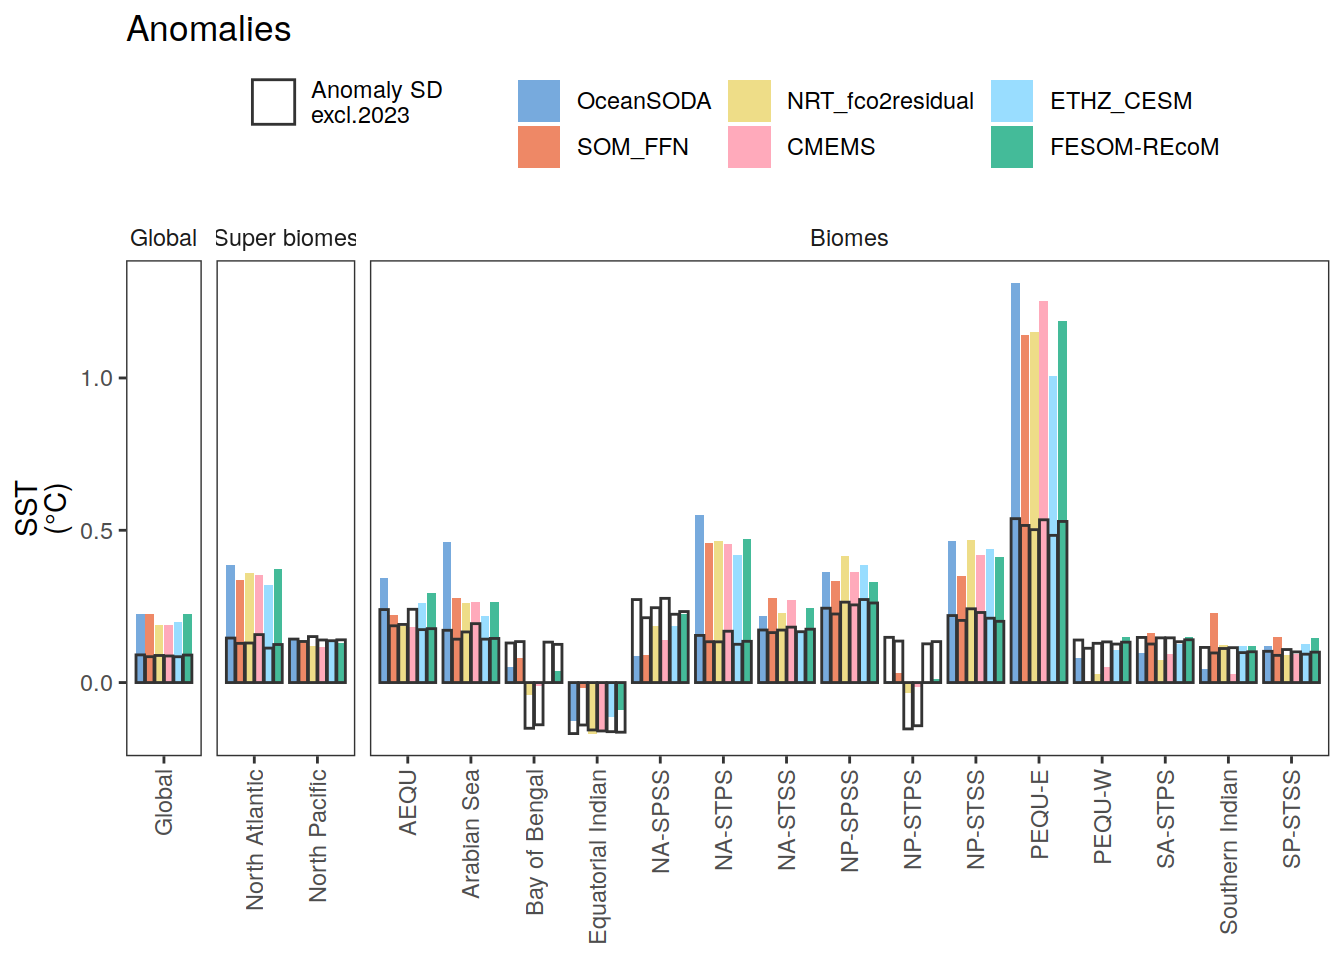 Anomalies
Anomaly SD
excl.2023
OceanSODA
NRT_fco2residual
ETHZ_CESM
SOM_FFN
CMEMS
FESOM-REcoM
Global
Super biomes
Biomes
SST
(°C)
1.0
0.5
0.0
Global
North Atlantic
North Pacific
AEQU
Arabian Sea
Bay of Bengal
Equatorial Indian
NA-SPSS
NA-STPS
NA-STSS
NP-SPSS
NP-STPS
NP-STSS
PEQU-E
PEQU-W
SA-STPS
Southern Indian
SP-STSS